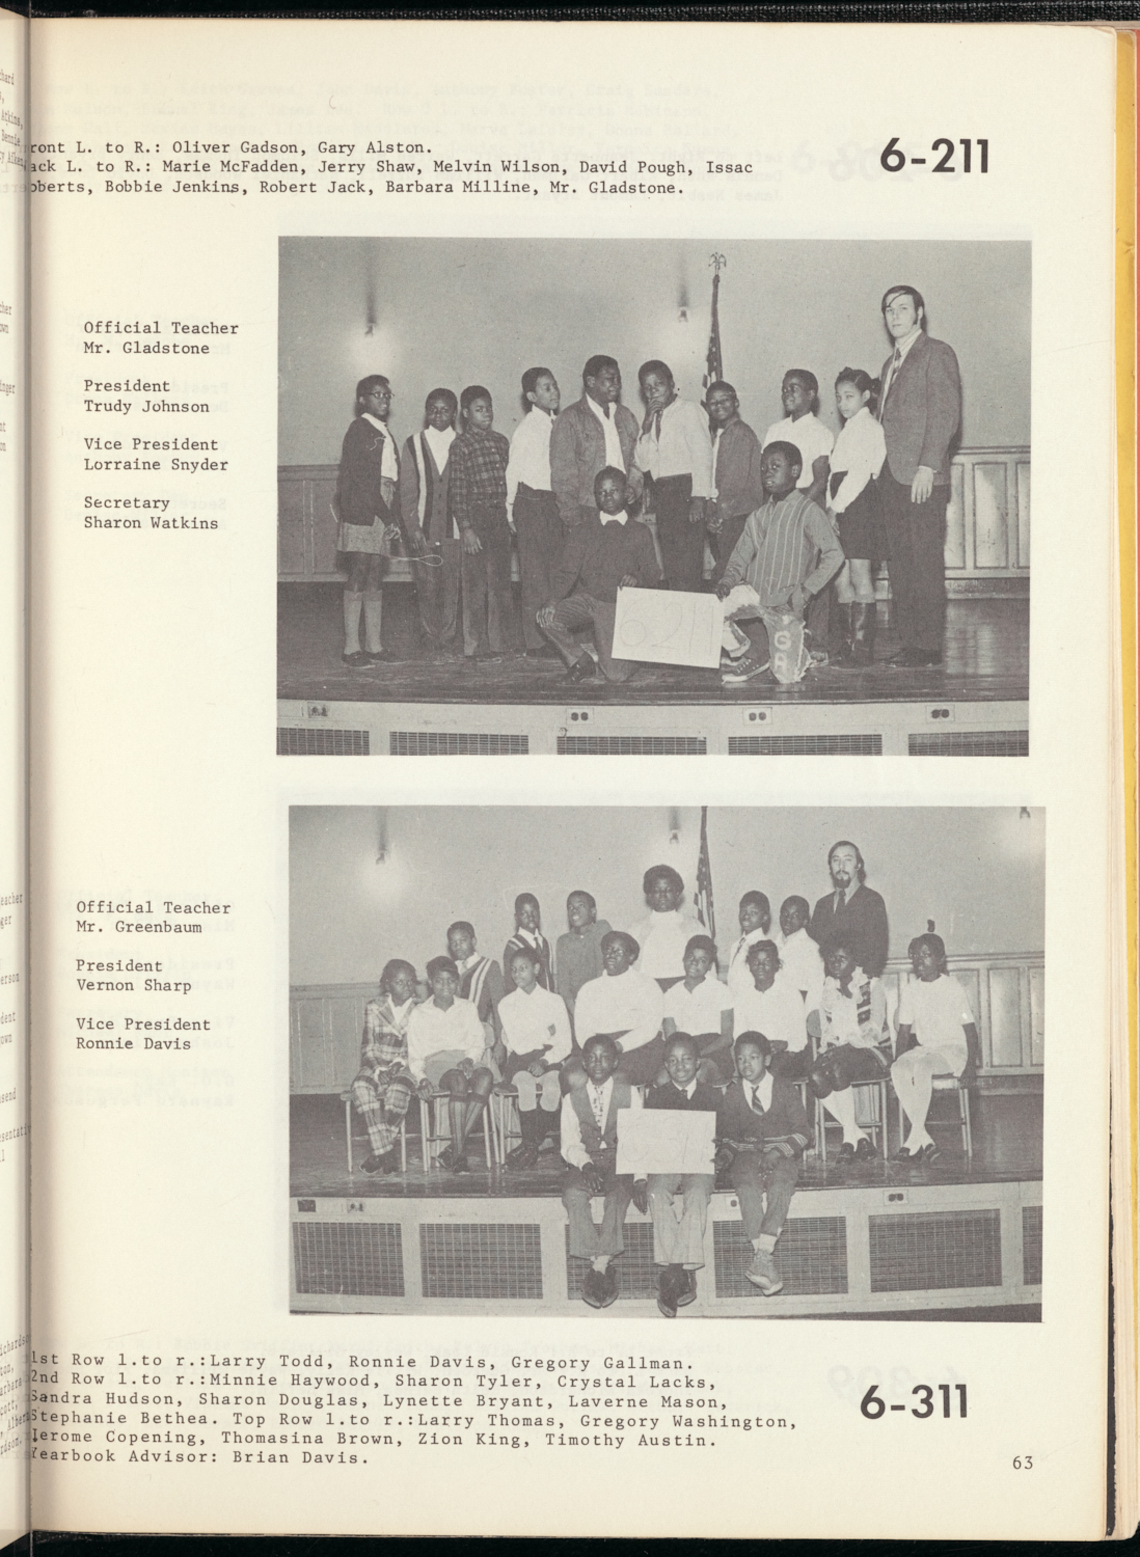 ront L. to R.: Oliver Gadson, Gary Alston.
ack L. to R.: Marie McFadden, Jerry Shaw, Melvin Wilson, David Pough, Issac
oberts, Bobbie Jenkins, Robert Jack, Barbara Milline, Mr. Gladstone.
6-211
Official Teacher
Mr. Gladstone
President
Trudy Johnson
Vice President
Lorraine Snyder
Secretary
Sharon Watkins
6211
GR
Official Teacher
Mr. Greenbaum
President
Vernon Sharp
Vice President
Ronnie Davis
1st Row l.to r.:Larry Todd, Ronnie Davis, Gregory Gallman.
2nd Row l.to r.:Minnie Haywood, Sharon Tyler, Crystal Lacks,
Sandra Hudson, Sharon Douglas, Lynette Bryant, Laverne Mason,
Stephanie Bethea. Top Row l.to r.:Larry Thomas, Gregory Washington,
Jerome Copening, Thomasina Brown, Zion King, Timothy Austin.
Yearbook Advisor: Brian Davis.
6-311
63